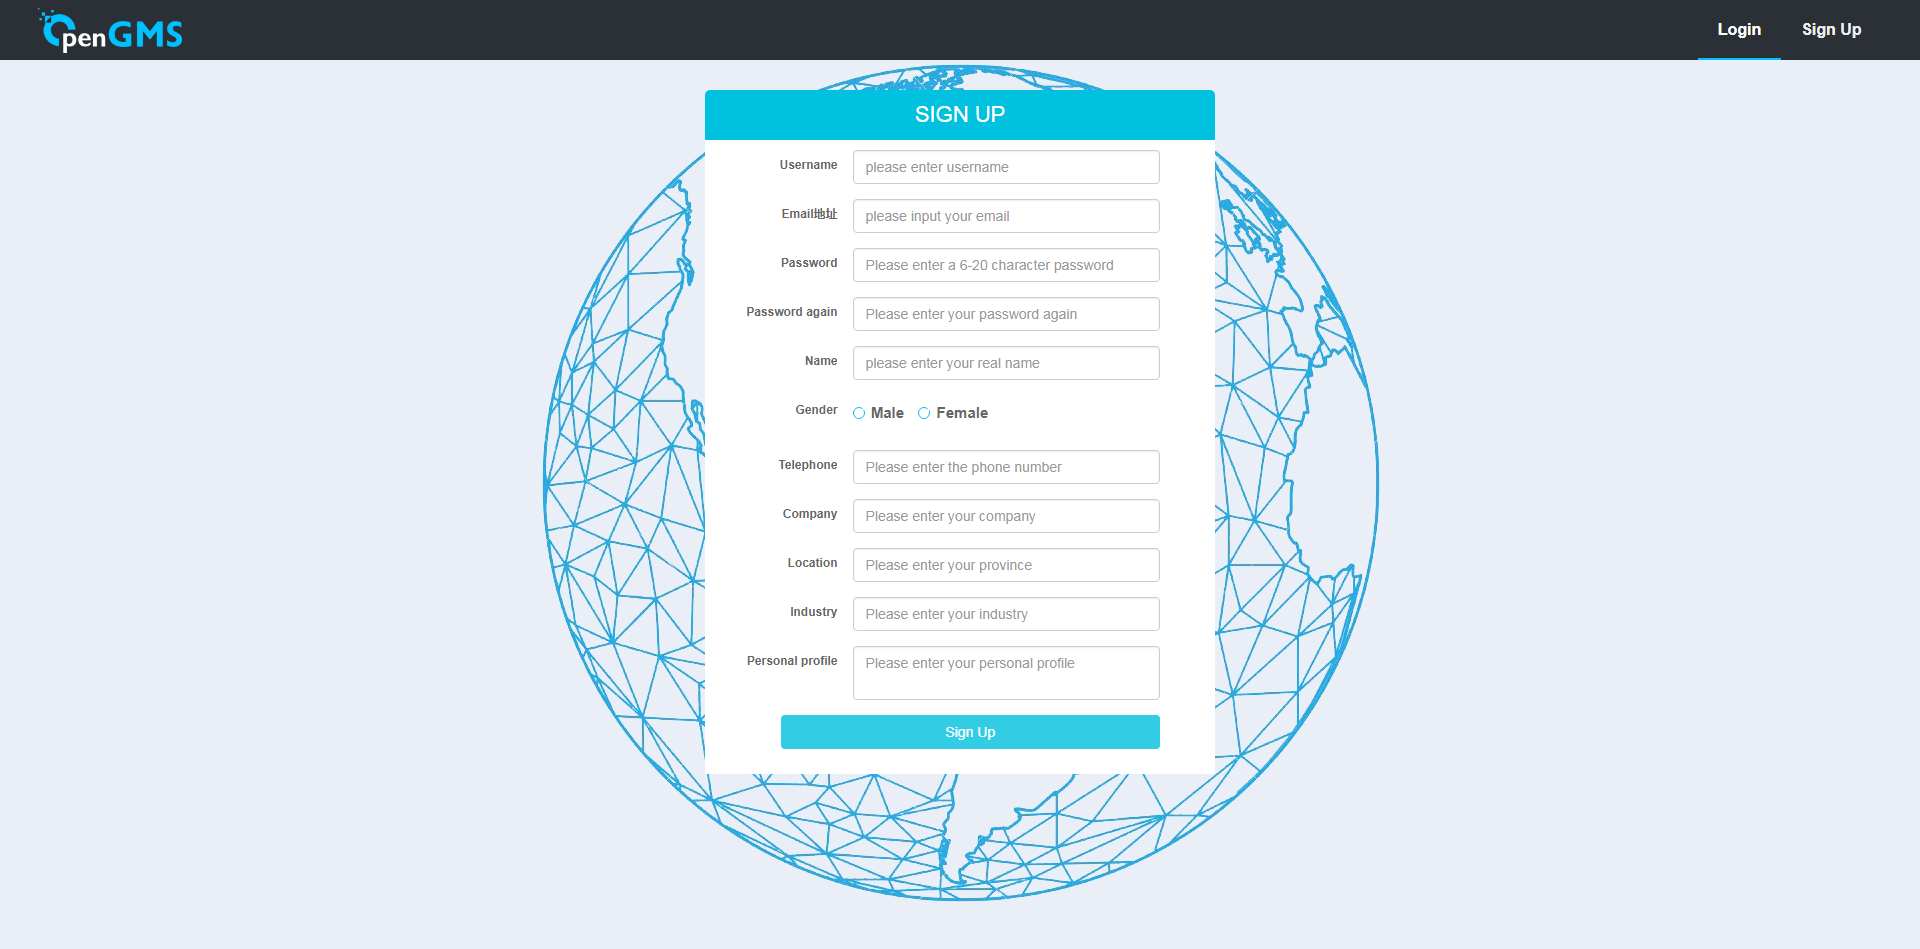 OpenGMS
Login
Sign Up
SIGN UP
Username
please enter username
Email地址
please input your email
Password
Please enter a 6-20 character password
Password again
Please enter your password again
Name
please enter your real name
Gender
Male
Female
Telephone
Please enter the phone number
Company
Please enter your company
Location
Please enter your province
Industry
Please enter your industry
Personal profile
Please enter your personal profile
Sign Up